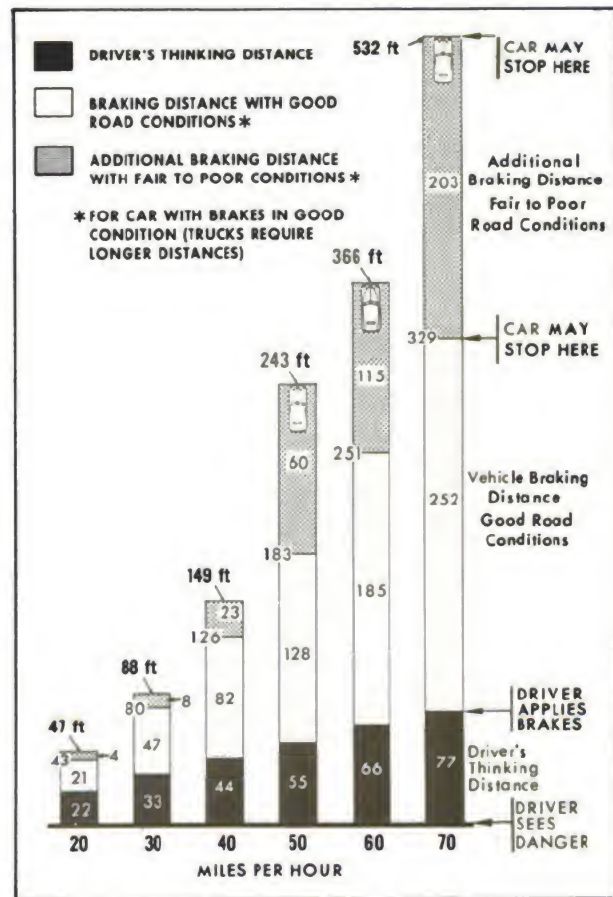 DRIVER'S THINKING DISTANCE
BRAKING DISTANCE WITH GOOD
ROAD CONDITIONS*
ADDITIONAL BRAKING DISTANCE
WITH FAIR TO POOR CONDITIONS*
*FOR CAR WITH BRAKES IN GOOD
CONDITION (TRUCKS REQUIRE
LONGER DISTANCES)
532 ft
CAR MAY
STOP HERE
203
Additional
Braking Distance
Fair to Poor
Road Conditions
366 ft
329
CAR MAY
STOP HERE
243 ft
115
60
251
252
Vehicle Braking
Distance
Good Road
Conditions
183
149 ft
23
126
185
128
88 ft
80
8
82
47 ft
43
4
47
21
DRIVER
APPLIES
BRAKES
Driver's
Thinking
Distance
22
33
44
55
66
77
DRIVER
SEES
DANGER
20
30
40
50
60
70
MILES PER HOUR